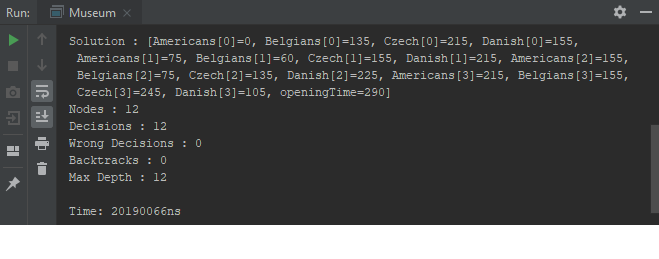 Run: Museum
Solution : [Americans[0]=0, Belgians[0]=135, Czech[0]=215, Danish[0]=155,
Americans[1]=75, Belgians[1]=60, Czech[1]=155, Danish[1]=215, Americans[2]=155,
Belgians[2]=75, Czech[2]=135, Danish[2]=225, Americans[3]=215, Belgians[3]=155,
Czech[3]=245, Danish[3]=105, openingTime=290]
Nodes : 12
Decisions : 12
Wrong Decisions : 0
Backtracks : 0
Max Depth : 12
Time: 20190066ns